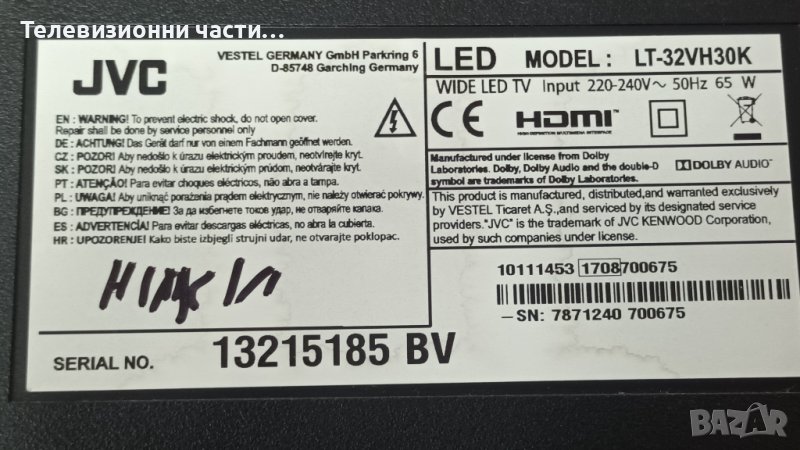 Телевизионни части...
JVC
VESTEL GERMANY GmbH Parkring 6
D-85748 Garching Germany
EN : WARNING! To prevent electric shock, do not open cover.
Repair shall be done by service personnel only
DE : ACHTUNG! Das Gerät darf nur von einem Fachmann geöffnet werden.
CZ : POZOR! Aby nedošlo k úrazu elektrickým proudem, neotvírejte kryt.
SK : POZOR! Aby nedošlo k úrazu elektrickým prúdom, neotvárajte kryt.
PT : ATENÇÃO! Para evitar choques eléctricos, não abra a tampa.
PL : UWAGA! Aby uniknąć porażenia prądem elektrycznym, nie należy otwierać pokrywy.
BG : ПРЕДУПРЕЖДЕНИЕ! За да избегнете токов удар, не отваряйте капака.
ES : ADVERTENCIA! Para evitar descargas eléctricas, no abra la cubierta.
HR : UPOZORENJE! Kako biste izbjegli strujni udar, ne otvarajte poklopac.
SERIAL NO. 13215185 BV
LED MODEL : LT-32VH30K
WIDE LED TV Input 220-240V~ 50Hz 65 W
CE HDMI
HIGH-DEFINITION MULTIMEDIA INTERFACE
Manufactured under license from Dolby
Laboratories. Dolby, Dolby Audio and the double-D
symbol are trademarks of Dolby Laboratories.
DOLBY AUDIO™
This product is manufactured, distributed,and warranted exclusively
by VESTEL Ticaret A.Ş.,and serviced by its designated service
providers."JVC" is the trademark of JVC KENWOOD Corporation,
used by such companies under license.
10111453 1708700675
–SN: 7871240 700675
BAZAR